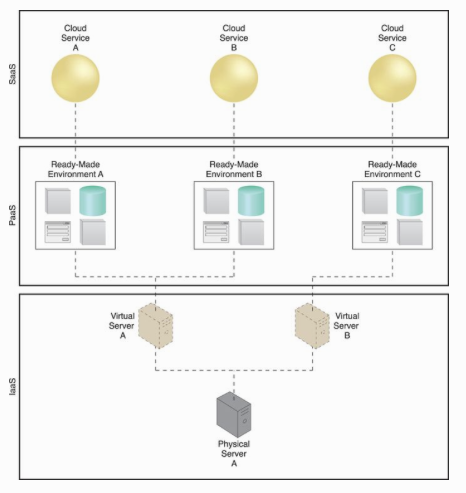 Cloud
Service
A
Cloud
Service
B
Cloud
Service
C
SaaS
Ready-Made
Environment A
Ready-Made
Environment B
Ready-Made
Environment C
PaaS
Virtual
Server
A
Virtual
Server
B
IaaS
Physical
Server
A